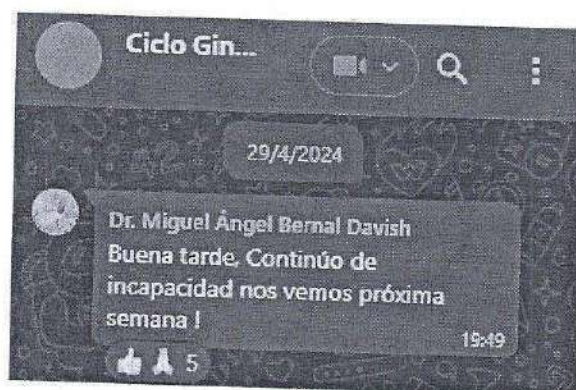 Ciclo Gin...
29/4/2024
Dr. Miguel Ángel Bernal Davish
Buena tarde, Continúo de
incapacidad nos vemos próxima
semana !
19:49
5